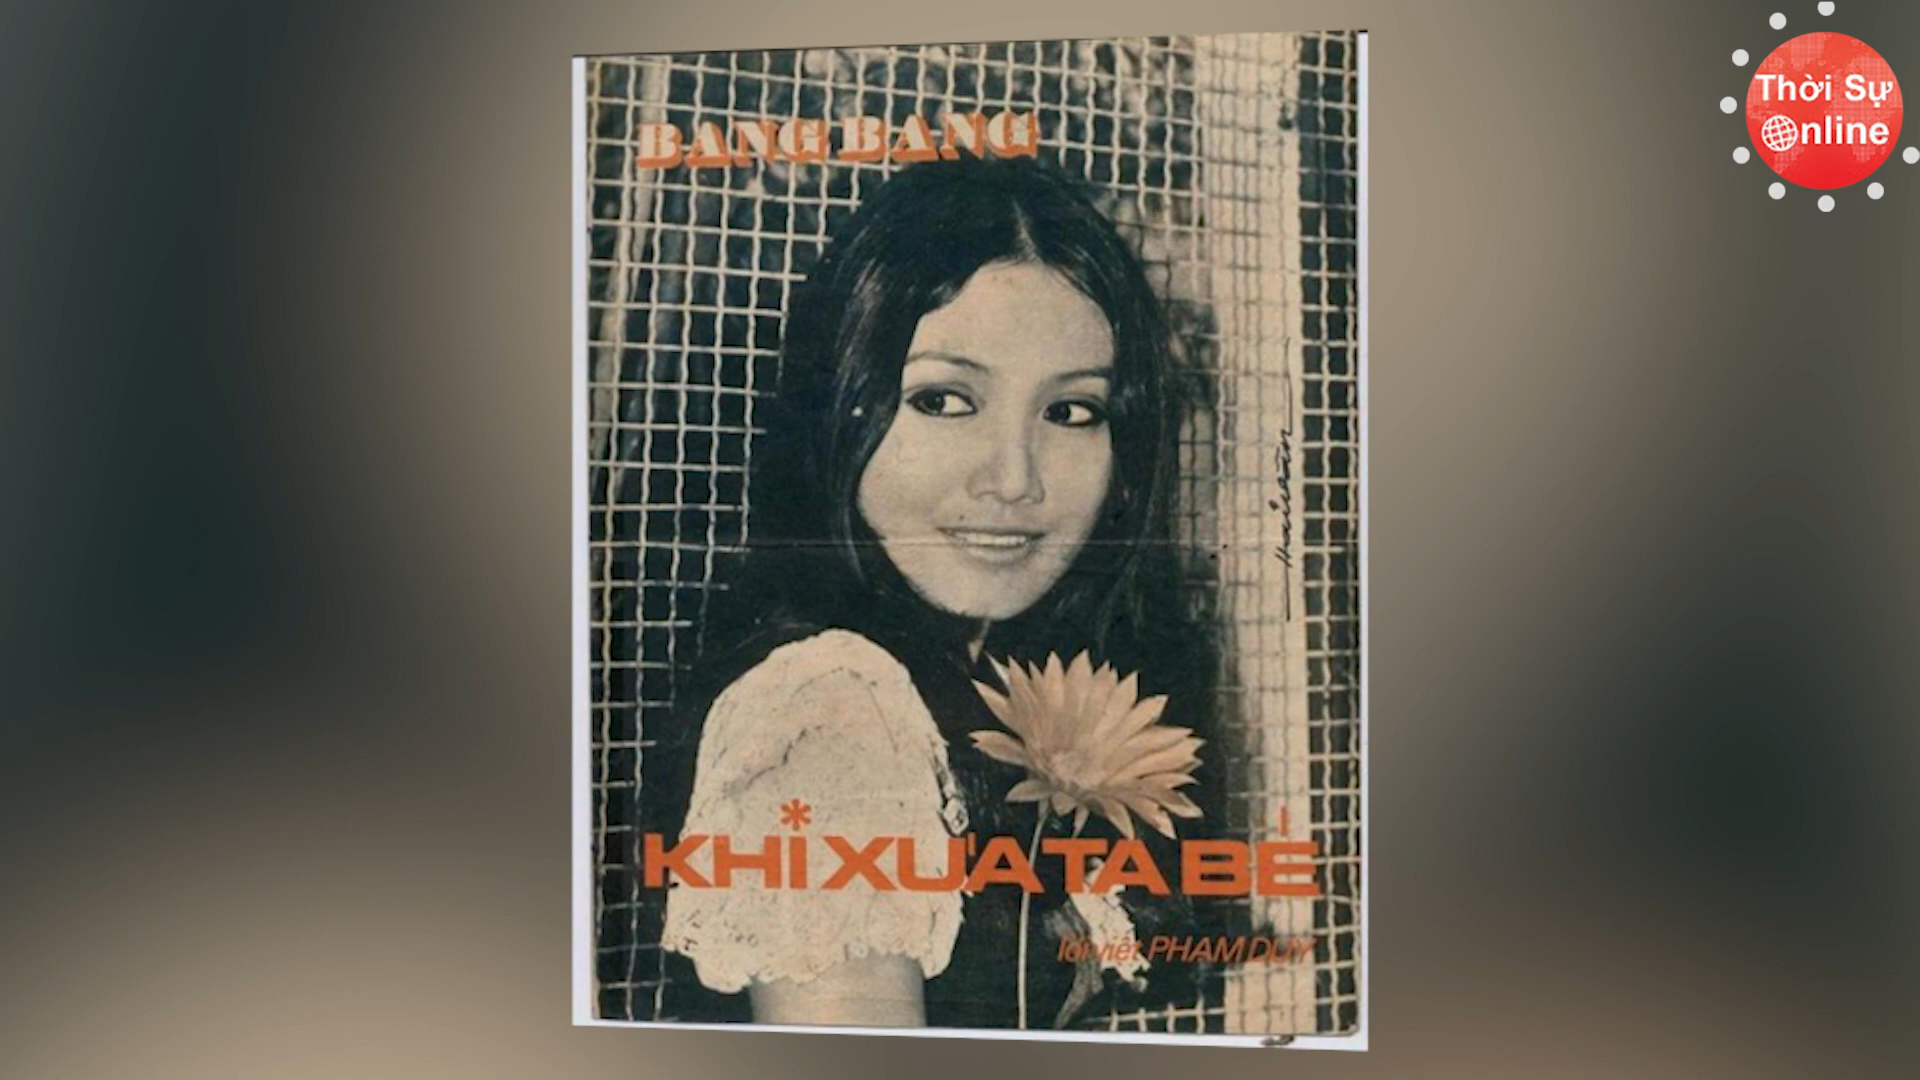 BANG BANG
KHI XƯA TA BÉ
lời việt PHẠM DUY
Thời Sự
Online